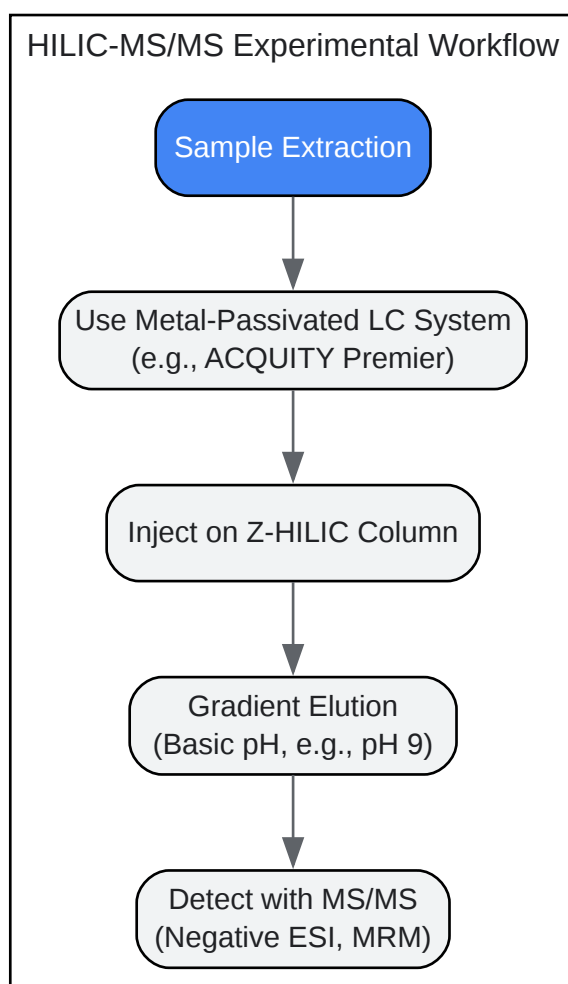 HILIC-MS/MS Experimental Workflow
Sample Extraction
Use Metal-Passivated LC System
(e.g., ACQUITY Premier)
Inject on Z-HILIC Column
Gradient Elution
(Basic pH, e.g., pH 9)
Detect with MS/MS
(Negative ESI, MRM)